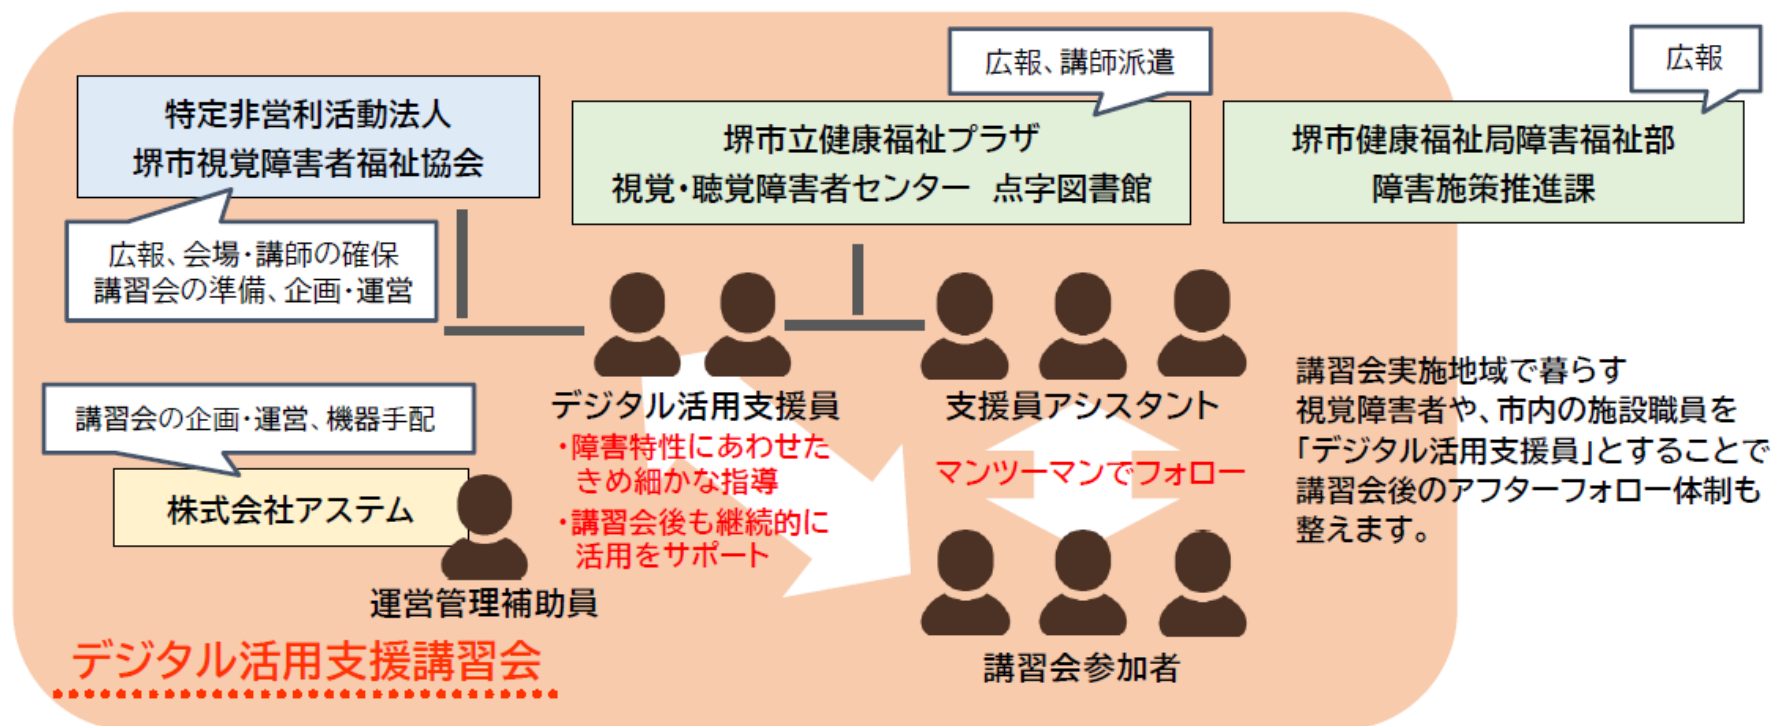 広報、講師派遣
広報
特定非営利活動法人
堺市視覚障害者福祉協会
堺市立健康福祉プラザ
視覚・聴覚障害者センター 点字図書館
堺市健康福祉局障害福祉部
障害施策推進課
広報、会場・講師の確保
講習会の準備、企画・運営
デジタル活用支援員
・障害特性にあわせた
きめ細かな指導
・講習会後も継続的に
活用をサポート
支援員アシスタント
マンツーマンでフォロー
講習会参加者
講習会の企画・運営、機器手配
株式会社アステム
運営管理補助員
デジタル活用支援講習会
講習会実施地域で暮らす
視覚障害者や、市内の施設職員を
「デジタル活用支援員」とすることで
講習会後のアフターフォロー体制も
整えます。